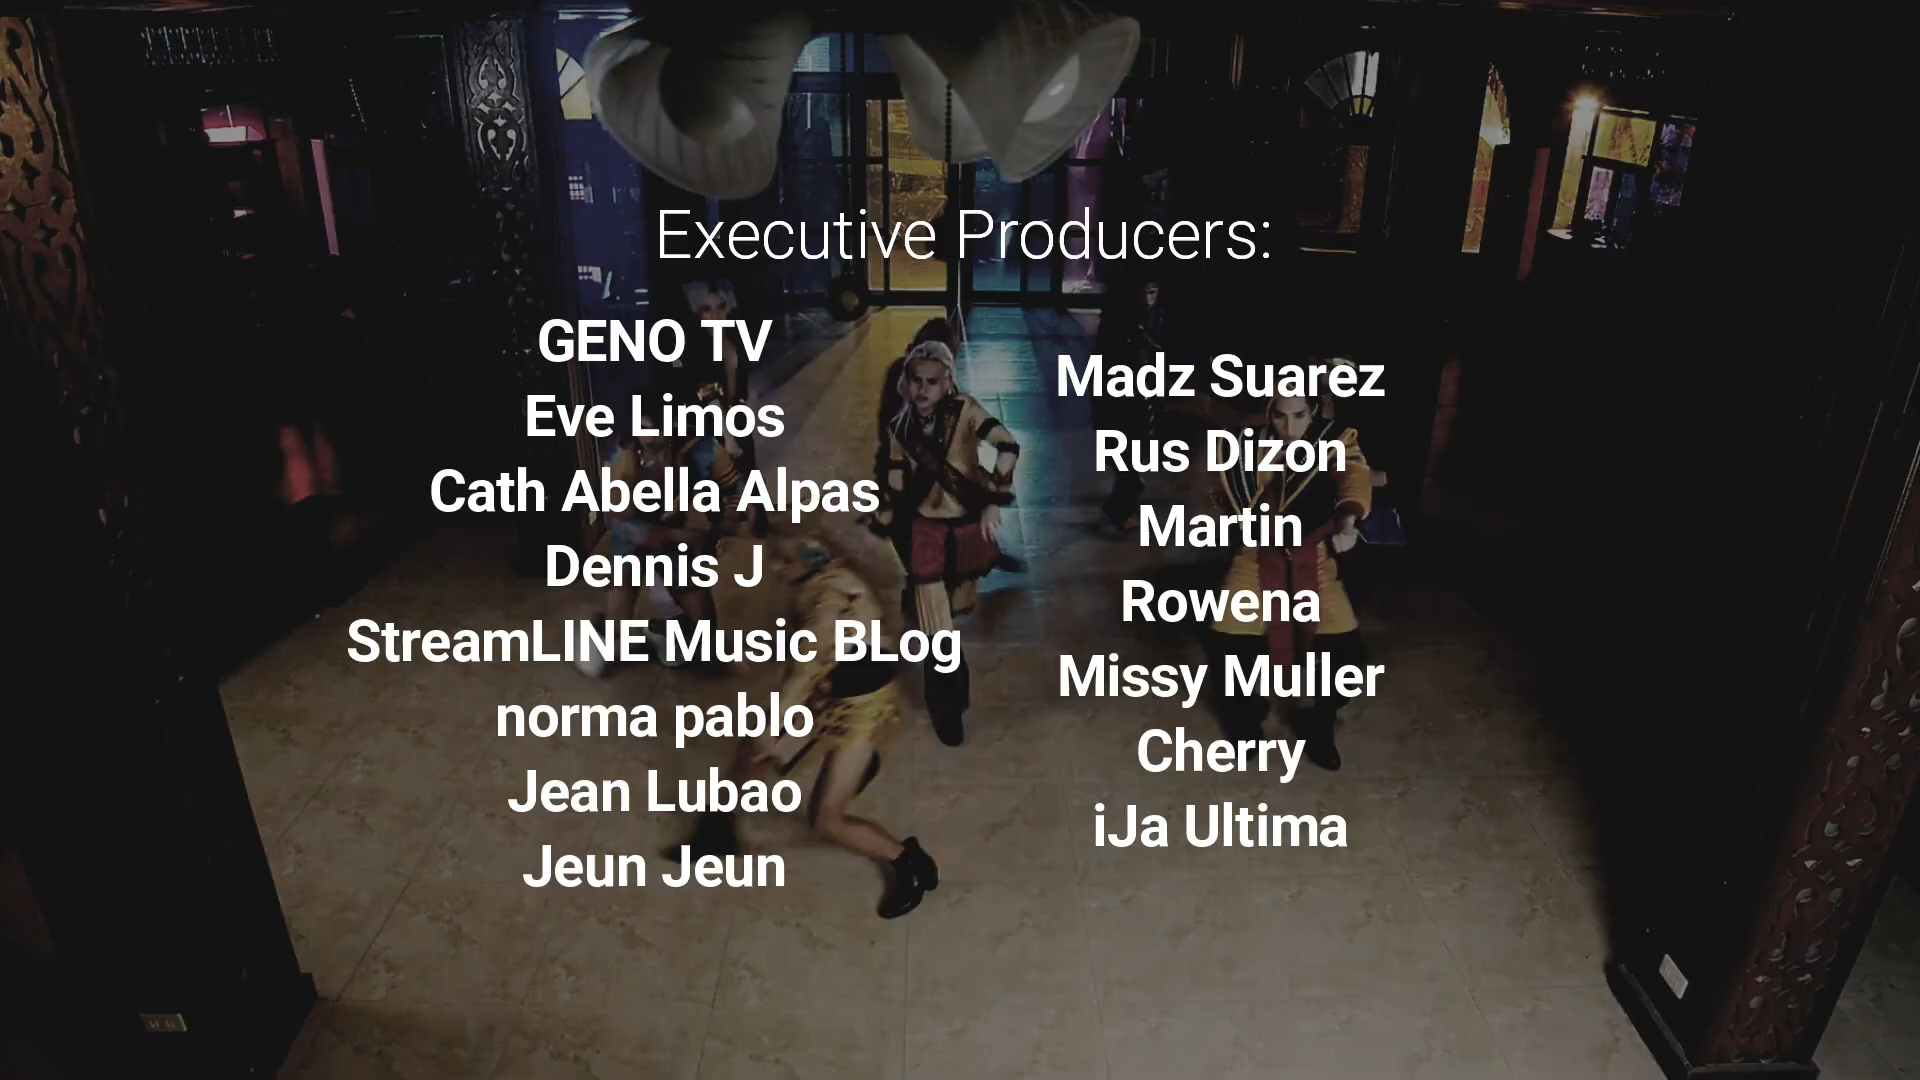 Executive Producers:
GENO TV
Eve Limos
Cath Abella Alpas
Dennis J
StreamLINE Music BLog
norma pablo
Jean Lubao
Jeun Jeun
Madz Suarez
Rus Dizon
Martin
Rowena
Missy Muller
Cherry
iJa Ultima